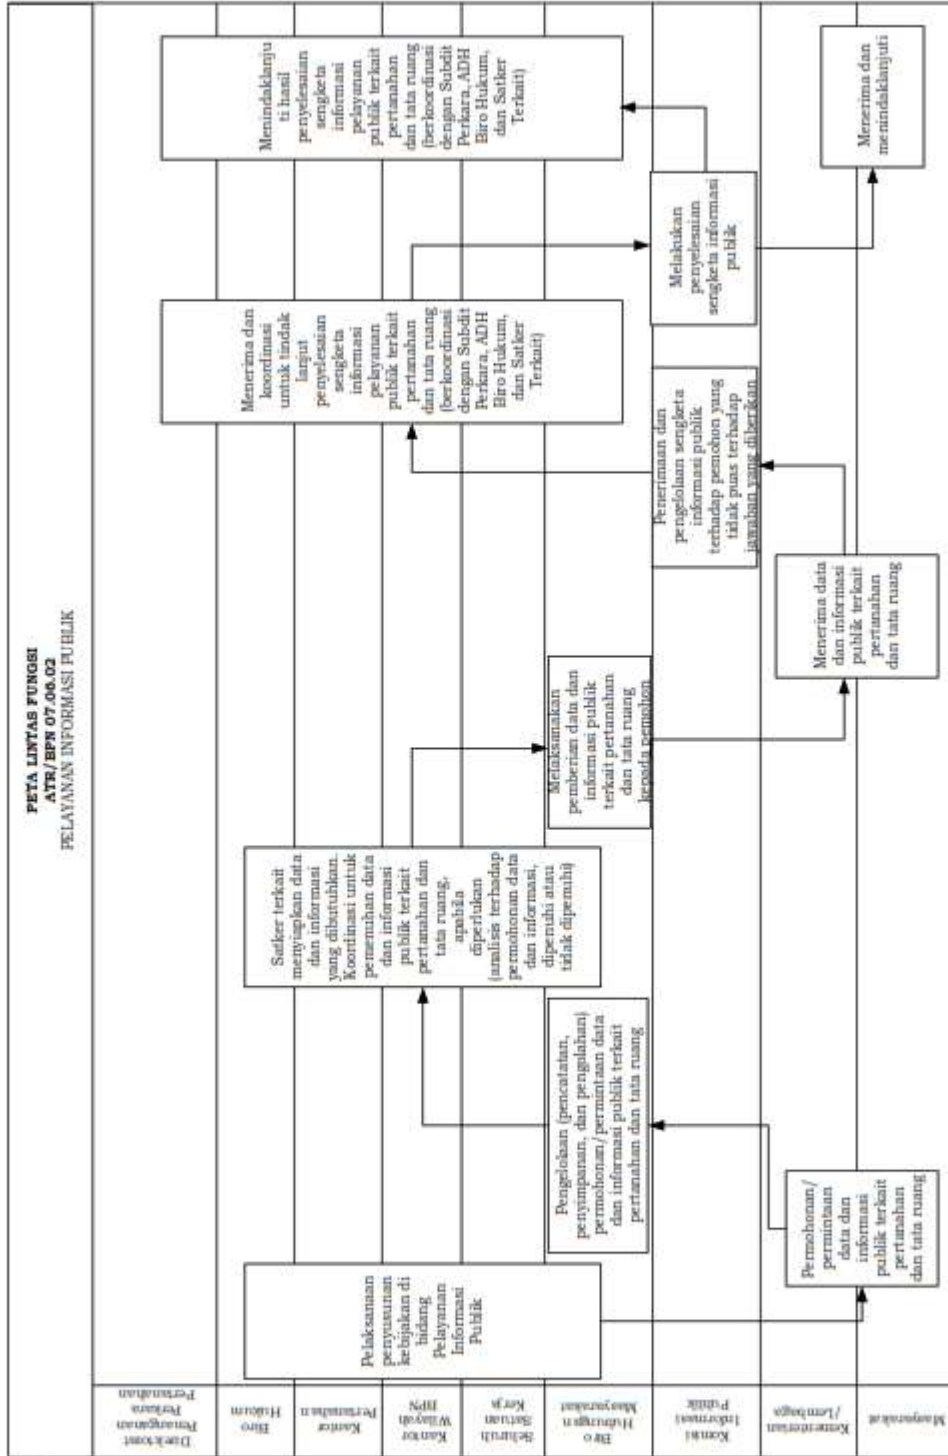 PETA LINTAS FUNGSI
ATR/BPN 07.06.02
PELAYANAN INFORMASI PUBLIK
Penanganan
Perkara
Pertanahan
Biro
Hukum
Kantor
Pertanahan
Kantor
Wilayah
BPN
Seluruh
Satuan
Kerja
Biro
Hubungan
Masyarakat
Komisi
Informasi
Publik
Kementerian
/Lembaga
Masyarakat
Pelaksanaan
penyusunan
kebijakan di
bidang
Pelayanan
Informasi
Publik
Permohonan/
permintaan
data dan
informasi
publik terkait
pertanahan
dan tata ruang
Pengelolaan (pencatatan,
penyimpanan, dan pengolahan)
permohonan/permintaan data
dan informasi publik terkait
pertanahan dan tata ruang
Satker terkait
menyiapkan data
dan informasi
yang dibutuhkan.
Koordinasi untuk
pemenuhan data
dan informasi
publik terkait
pertanahan dan
tata ruang,
apabila
diperlukan
(analisis terhadap
permohonan data
dan informasi,
dipenuhi atau
tidak dipenuhi)
Melaksanakan
pemberian data dan
informasi publik
terkait pertanahan
dan tata ruang
kepada pemohon
Menerima data
dan informasi
publik terkait
pertanahan
dan tata ruang
Penerimaan dan
pengelolaan sengketa
informasi publik
terhadap pemohon yang
tidak puas terhadap
jawaban yang diberikan
Menerima dan
koordinasi
untuk tindak
lanjut
penyelesaian
sengketa
informasi
pelayanan
publik terkait
pertanahan
dan tata ruang
(berkoordinasi
dengan Subdit
Perkara, ADH
Biro Hukum,
dan Satker
Terkait)
Melakukan
penyelesaian
sengketa informasi
publik
Menindaklanju
ti hasil
penyelesaian
sengketa
informasi
pelayanan
publik terkait
pertanahan
dan tata ruang
(berkoordinasi
dengan Subdit
Perkara, ADH
Biro Hukum,
dan Satker
Terkait)
Menerima dan
menindaklanjuti